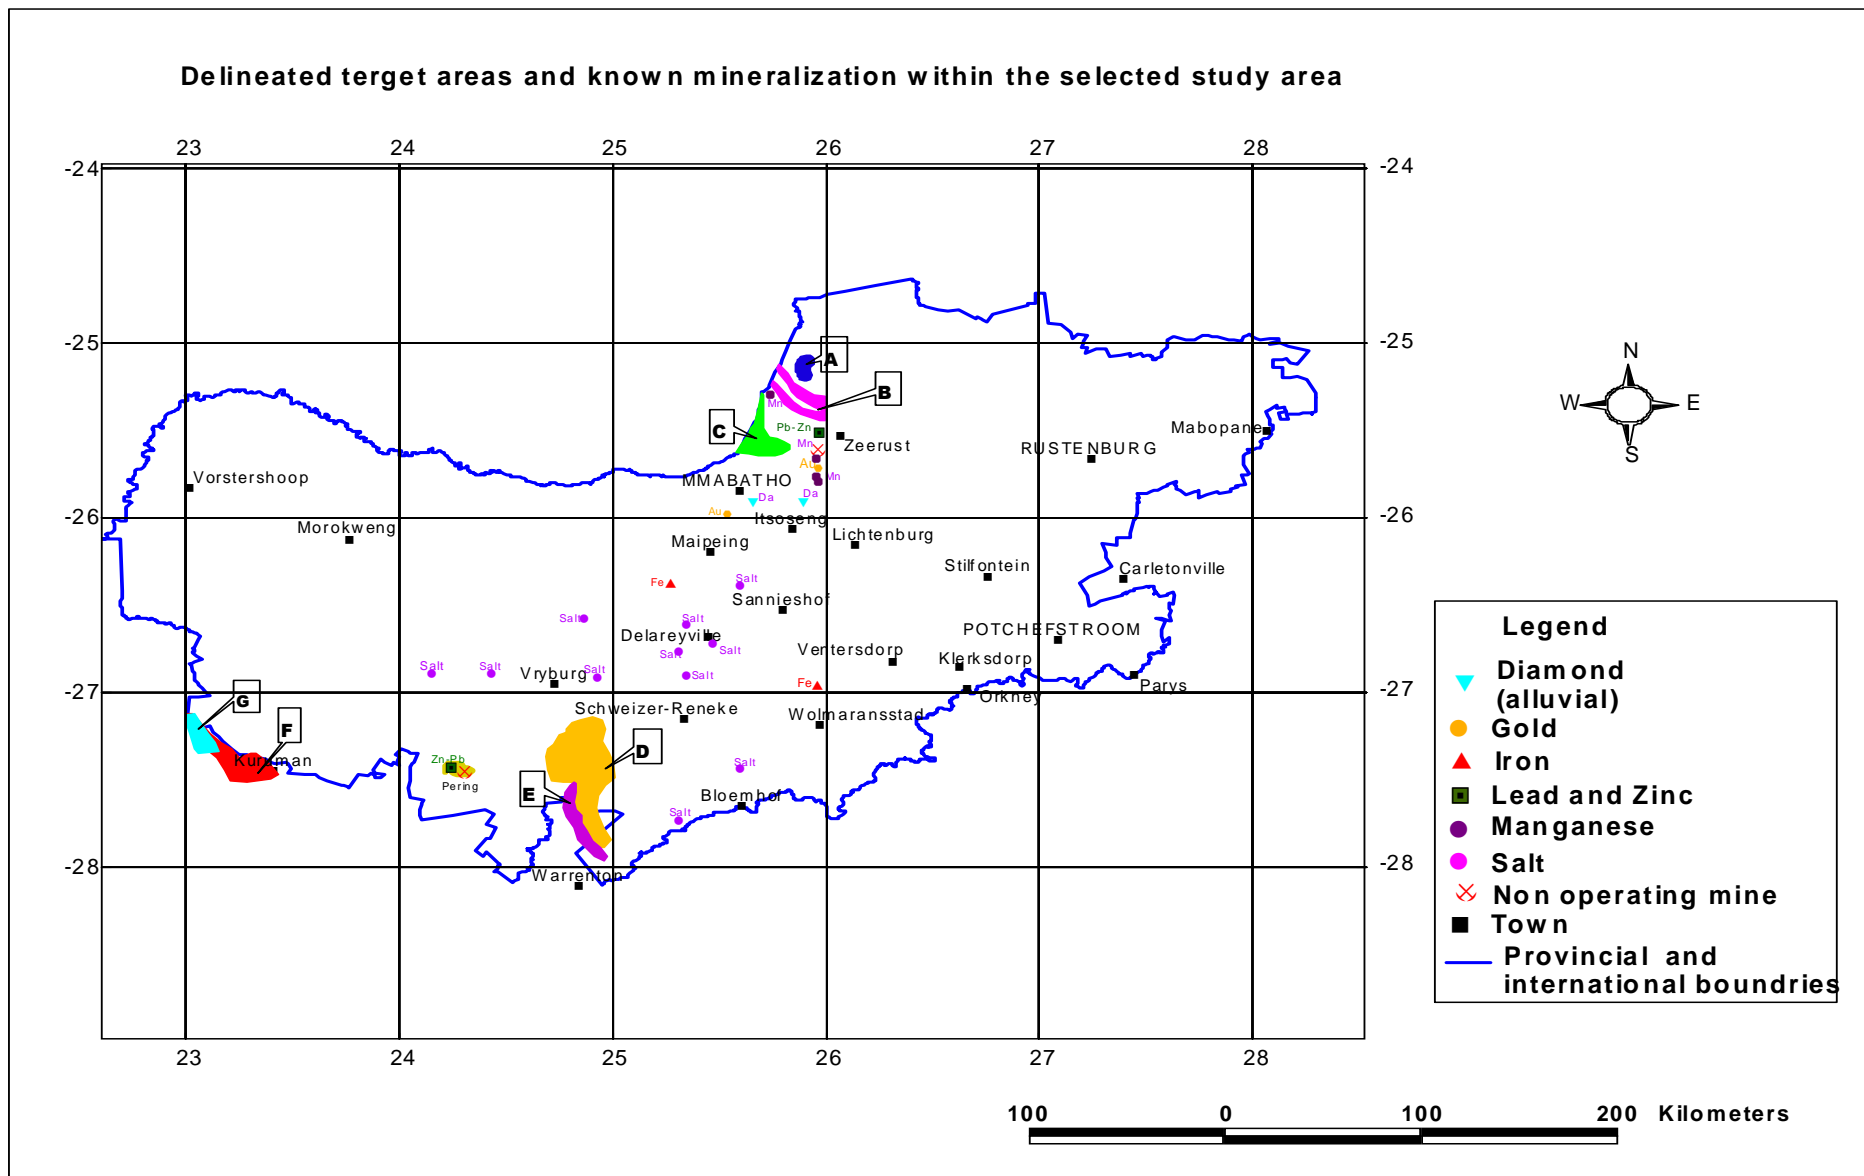 Delineated terget areas and known mineralization within the selected study area
23 24 25 26 27 28
-24 -24
-25 -25
A
B
C
Mn
Pb-Zn
Zeerust
Mn
Au
Mn
MMABATHO
Da
Da
Au
Itsoseng
RUSTENBURG
Mabopane
Vorstershoop
-26 -26
Morokweng
Maipeing
Lichtenburg
Stilfontein
Carletonville
Fe
Salt
Sannieshof
Salt
Salt
Delareyville
Salt
Salt
POTCHEFSTROOM
Ventersdorp
Klerksdorp
Salt
Salt
Vryburg
Salt
Salt
Fe
Orkney
Parys
-27 -27
G
F
Schweizer-Reneke
Wolmaransstad
D
Kuruman
Zn-Pb
Pering
E
Salt
Bloemhof
Salt
-28 -28
Warrenton
23 24 25 26 27 28
N
W E
S
Legend
Diamond
(alluvial)
Gold
Iron
Lead and Zinc
Manganese
Salt
Non operating mine
Town
Provincial and
international boundries
100 0 100 200 Kilometers